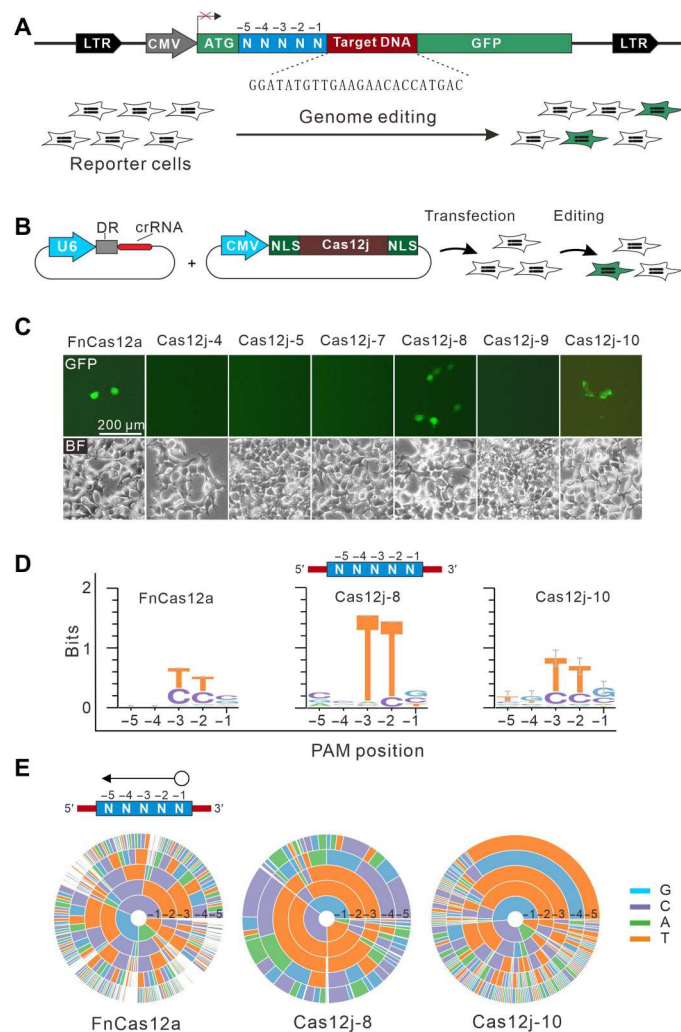 A
-5 -4 -3 -2 -1
LTR CMV ATG N N N N N Target DNA GFP LTR
GGATATGTTGAAGAACACCATGAC
Genome editing
Reporter cells
B
DR crRNA Transfection Editing
U6 + CMV NLS Cas12j NLS
C
FnCas12a Cas12j-4 Cas12j-5 Cas12j-7 Cas12j-8 Cas12j-9 Cas12j-10
GFP
200 µm
BF
D
-5 -4 -3 -2 -1
5′ N N N N N 3′
2
FnCas12a Cas12j-8 Cas12j-10
Bits
1
T T T T T T
C C C C C C G
0
-5 -4 -3 -2 -1 -5 -4 -3 -2 -1 -5 -4 -3 -2 -1
PAM position
E
-5 -4 -3 -2 -1
5′ N N N N N 3′
-1 -2 -3 -4 -5 -1 -2 -3 -4 -5 -1 -2 -3 -4 -5
G
C
A
T
FnCas12a Cas12j-8 Cas12j-10